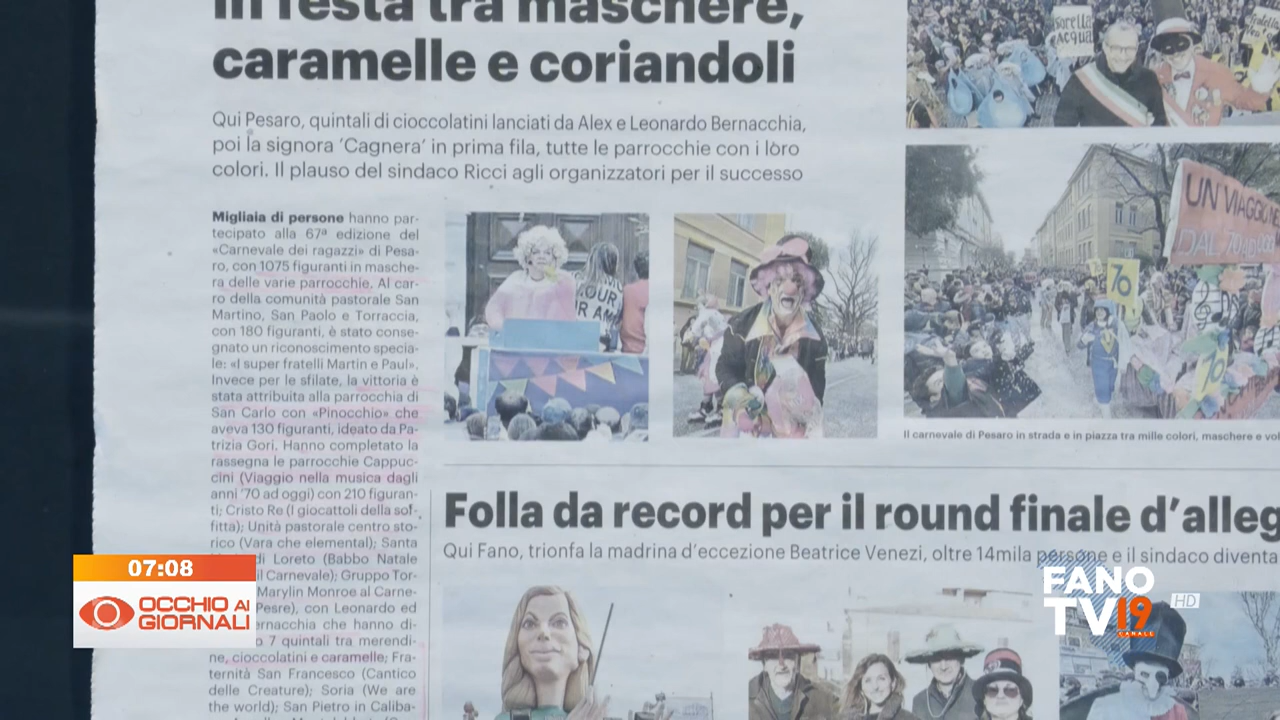 in festa tra maschere,
caramelle e coriandoli
Qui Pesaro, quintali di cioccolatini lanciati da Alex e Leonardo Bernacchia,
poi la signora 'Cagnera' in prima fila, tutte le parrocchie con i loro
colori. Il plauso del sindaco Ricci agli organizzatori per il successo
Migliaia di persone hanno par-
tecipato alla 67ª edizione del
«Carnevale dei ragazzi» di Pesa-
ro, con 1075 figuranti in masche-
ra delle varie parrocchie. Al car-
ro della comunità pastorale San
Martino, San Paolo e Torraccia,
con 180 figuranti, è stato conse-
gnato un riconoscimento specia-
le: «I super fratelli Martin e Paul».
Invece per le sfilate, la vittoria è
stata attribuita alla parrocchia di
San Carlo con «Pinocchio» che
aveva 130 figuranti, ideato da Pa-
trizia Gori. Hanno completato la
rassegna le parrocchie Cappuc-
cini (Viaggio nella musica dagli
anni '70 ad oggi) con 210 figuran-
ti; Cristo Re (I giocattoli della sof-
fitta); Unità pastorale centro sto-
rico (Vara che elemental); Santa
di Loreto (Babbo Natale
il Carnevale); Gruppo Tor-
Marylin Monroe al Carne-
Pesre), con Leonardo ed
ernacchia che hanno di-
o 7 quintali tra merendi-
ne, cioccolatini e caramelle; Fra-
ternità San Francesco (Cantico
delle Creature); Soria (We are
the world); San Pietro in Caliba-
Sorella
ACQUA
UN VIAGGIO
DAL 70
70
Il carnevale di Pesaro in strada e in piazza tra mille colori, maschere e vol
Folla da record per il round finale d'alleg
Qui Fano, trionfa la madrina d'eccezione Beatrice Venezi, oltre 14mila persone e il sindaco diventa
07:08
OCCHIO AI
GIORNALI
FANO
TV 19
CANALE
HD